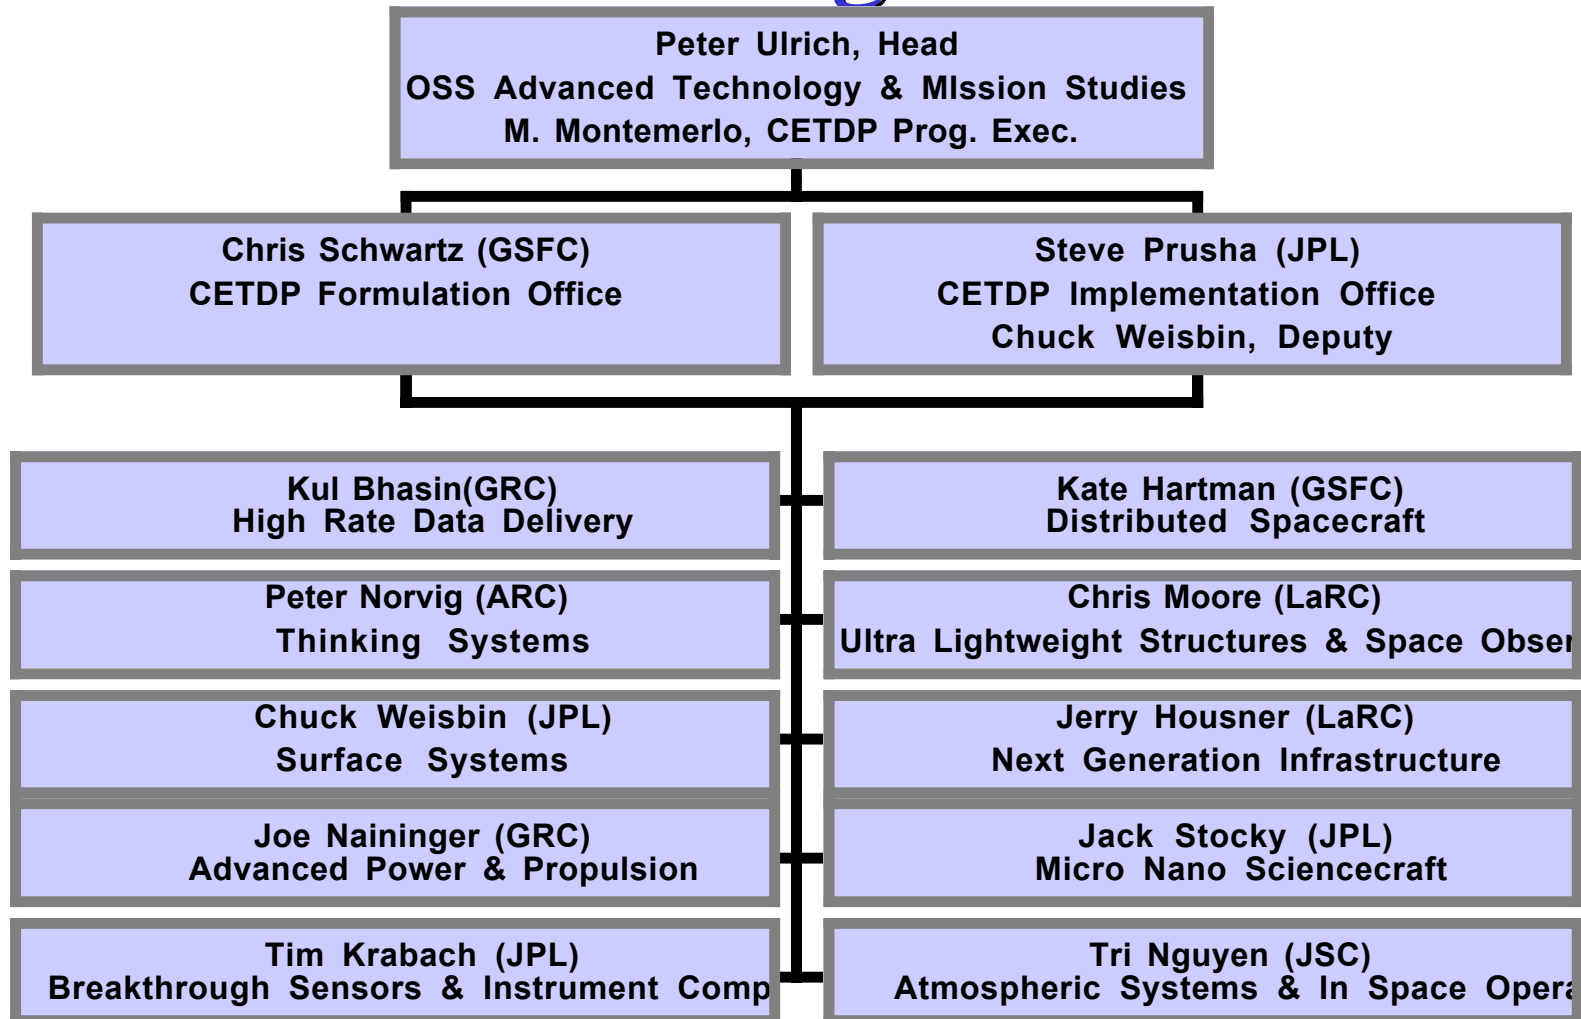 Peter Ulrich, Head
OSS Advanced Technology & MIssion Studies
M. Montemerlo, CETDP Prog. Exec.
Chris Schwartz (GSFC)
CETDP Formulation Office
Steve Prusha (JPL)
CETDP Implementation Office
Chuck Weisbin, Deputy
Kul Bhasin(GRC)
High Rate Data Delivery
Kate Hartman (GSFC)
Distributed Spacecraft
Peter Norvig (ARC)
Thinking Systems
Chris Moore (LaRC)
Ultra Lightweight Structures & Space Obser
Chuck Weisbin (JPL)
Surface Systems
Jerry Housner (LaRC)
Next Generation Infrastructure
Joe Naininger (GRC)
Advanced Power & Propulsion
Jack Stocky (JPL)
Micro Nano Sciencecraft
Tim Krabach (JPL)
Breakthrough Sensors & Instrument Comp
Tri Nguyen (JSC)
Atmospheric Systems & In Space Opera